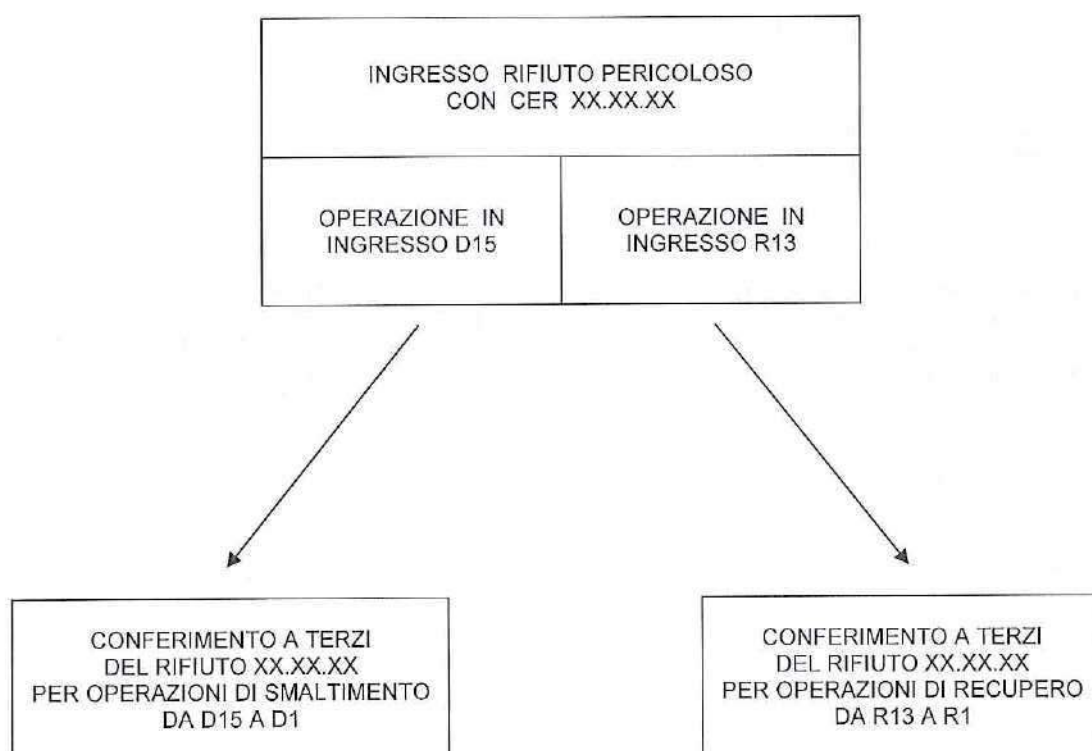 INGRESSO RIFIUTO PERICOLOSO
CON CER XX.XX.XX
OPERAZIONE IN
INGRESSO D15
OPERAZIONE IN
INGRESSO R13
CONFERIMENTO A TERZI
DEL RIFIUTO XX.XX.XX
PER OPERAZIONI DI SMALTIMENTO
DA D15 A D1
CONFERIMENTO A TERZI
DEL RIFIUTO XX.XX.XX
PER OPERAZIONI DI RECUPERO
DA R13 A R1